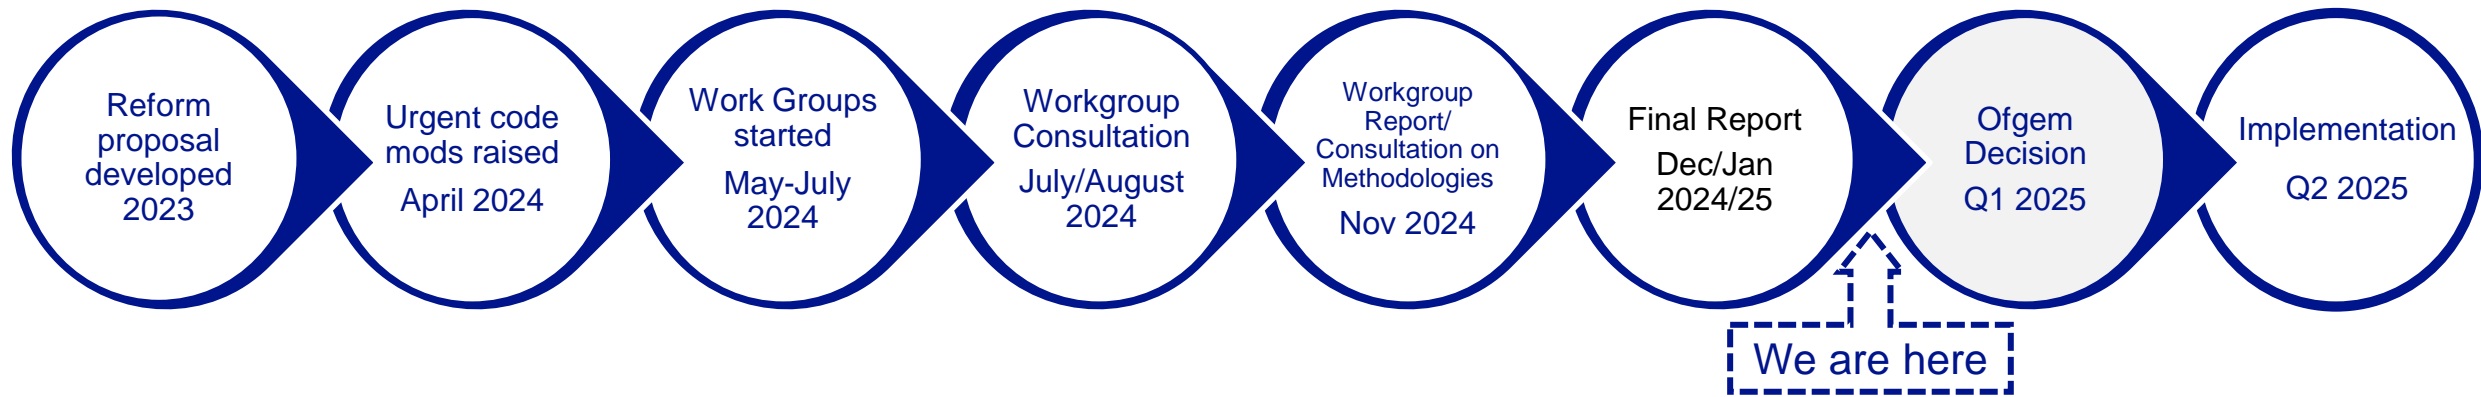 Reform
proposal
developed
2023
Urgent code
mods raised
April 2024
Work Groups
started
May-July
2024
Workgroup
Consultation
July/August
2024
Workgroup
Report/
Consultation on
Methodologies
Nov 2024
Final Report
Dec/Jan
2024/25
Ofgem
Decision
Q1 2025
Implementation
Q2 2025
We are here